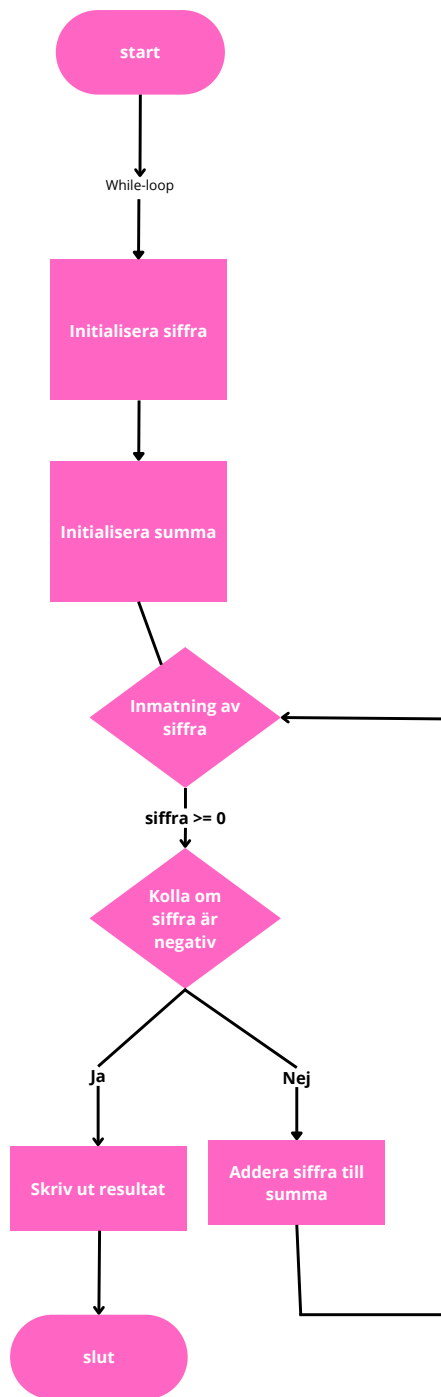 start
While-loop
Initialisera siffra
Initialisera summa
Inmatning av
siffra
siffra >= 0
Kolla om
siffra är
negativ
Ja
Nej
Skriv ut resultat
Addera siffra till
summa
slut